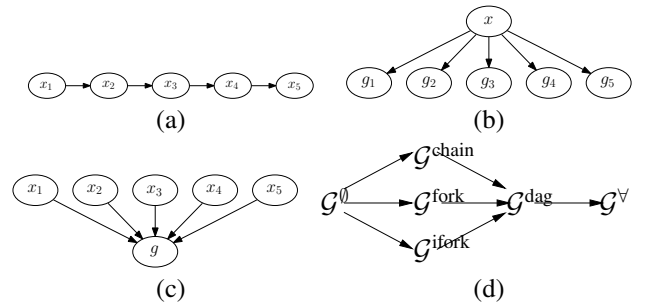 x₁ x₂ x₃ x₄ x₅
(a)
x
g₁ g₂ g₃ g₄ g₅
(b)
x₁ x₂ x₃ x₄ x₅
g
(c)
𝒢^chain
𝒢^∅ 𝒢^fork 𝒢^dag 𝒢^∀
𝒢^ifork
(d)